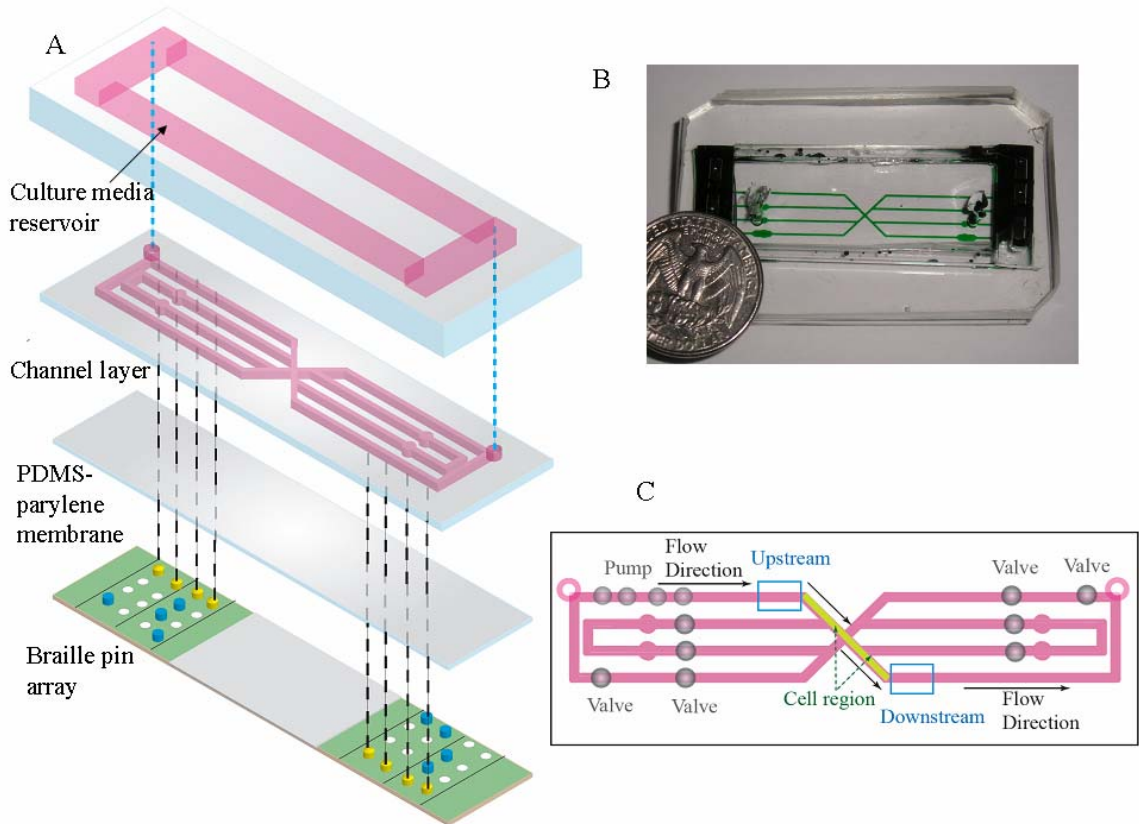 A
Culture media
reservoir
Channel layer
PDMS-
parylene
membrane
Braille pin
array
B
C
Pump
Flow
Direction
Upstream
Valve
Valve
Valve
Valve
Cell region
Downstream
Flow
Direction